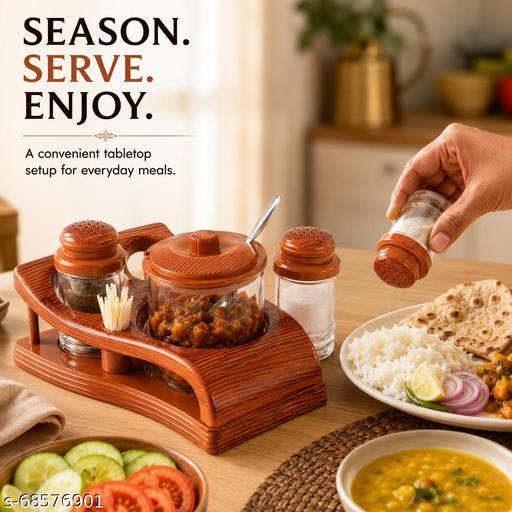 SEASON.
SERVE.
ENJOY.
A convenient tabletop
setup for everyday meals.
s-68576901